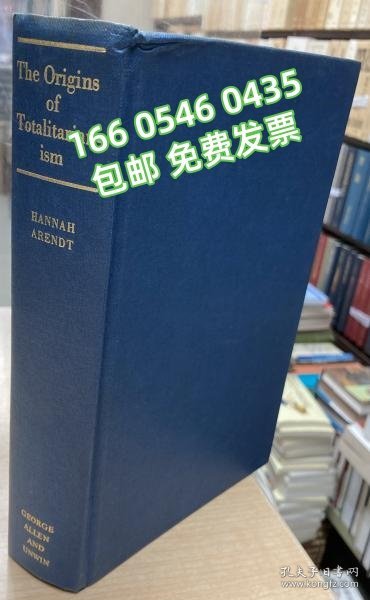 The Origins
of
Totalitarian-
ism
HANNAH
ARENDT
GEORGE
ALLEN
AND
UNWIN
166 0546 0435
包邮 免费发票
孔夫子旧书网
www.kongfz.com